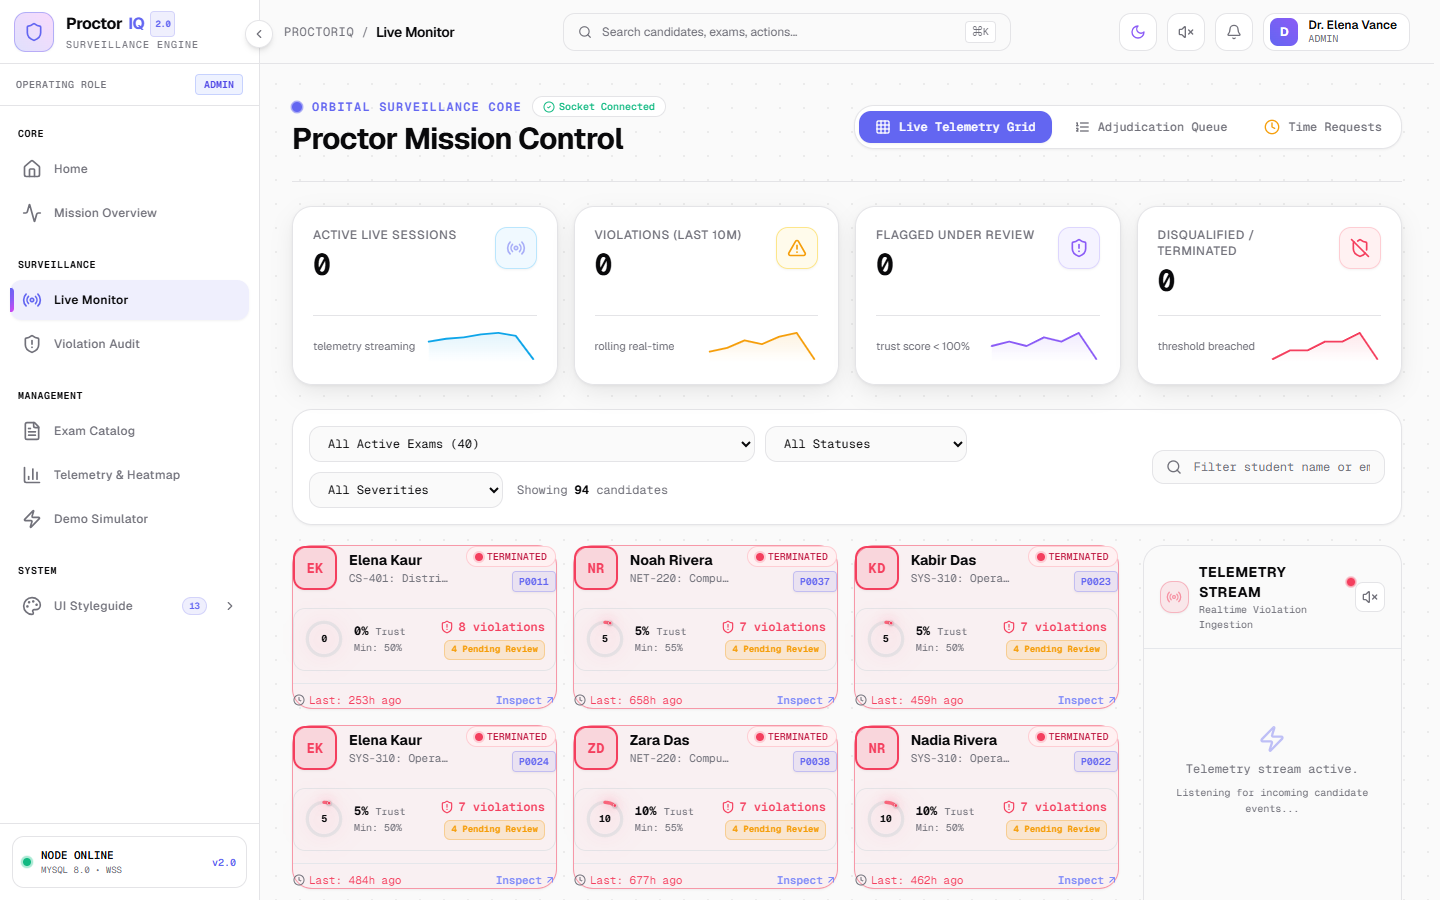 Proctor IQ 2.0
SURVEILLANCE ENGINE
OPERATING ROLE
ADMIN
CORE
Home
Mission Overview
SURVEILLANCE
Live Monitor
Violation Audit
MANAGEMENT
Exam Catalog
Telemetry & Heatmap
Demo Simulator
SYSTEM
UI Styleguide 13
NODE ONLINE
MYSQL 8.0 • WSS
v2.0
PROCTORIQ / Live Monitor
Search candidates, exams, actions...
⌘K
D
Dr. Elena Vance
ADMIN
ORBITAL SURVEILLANCE CORE
Socket Connected
Proctor Mission Control
Live Telemetry Grid
Adjudication Queue
Time Requests
ACTIVE LIVE SESSIONS
0
telemetry streaming
VIOLATIONS (LAST 10M)
0
rolling real-time
FLAGGED UNDER REVIEW
0
trust score < 100%
DISQUALIFIED /
TERMINATED
0
threshold breached
All Active Exams (40)
All Statuses
All Severities
Showing 94 candidates
Filter student name or em
EK
Elena Kaur
CS-401: Distri…
TERMINATED
P0011
0
0% Trust
Min: 50%
8 violations
4 Pending Review
Last: 253h ago
Inspect ↗
NR
Noah Rivera
NET-220: Compu…
TERMINATED
P0037
5
5% Trust
Min: 55%
7 violations
4 Pending Review
Last: 658h ago
Inspect ↗
KD
Kabir Das
SYS-310: Opera…
TERMINATED
P0023
5
5% Trust
Min: 50%
7 violations
4 Pending Review
Last: 459h ago
Inspect ↗
EK
Elena Kaur
SYS-310: Opera…
TERMINATED
P0024
5
5% Trust
Min: 50%
7 violations
4 Pending Review
Last: 484h ago
Inspect ↗
ZD
Zara Das
NET-220: Compu…
TERMINATED
P0038
10
10% Trust
Min: 55%
7 violations
4 Pending Review
Last: 677h ago
Inspect ↗
NR
Nadia Rivera
SYS-310: Opera…
TERMINATED
P0022
10
10% Trust
Min: 50%
7 violations
4 Pending Review
Last: 462h ago
Inspect ↗
TELEMETRY
STREAM
Realtime Violation
Ingestion
Telemetry stream active.
Listening for incoming candidate
events...